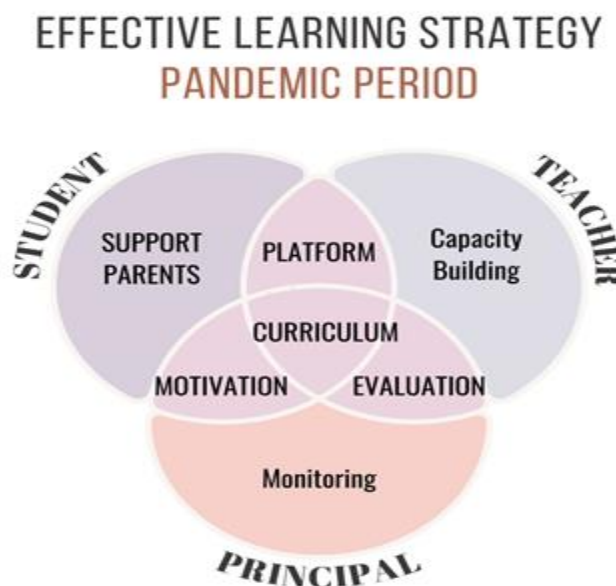 EFFECTIVE LEARNING STRATEGY
PANDEMIC PERIOD
STUDENT
TEACHER
SUPPORT
PARENTS
PLATFORM
Capacity
Building
CURRICULUM
MOTIVATION
EVALUATION
Monitoring
PRINCIPAL